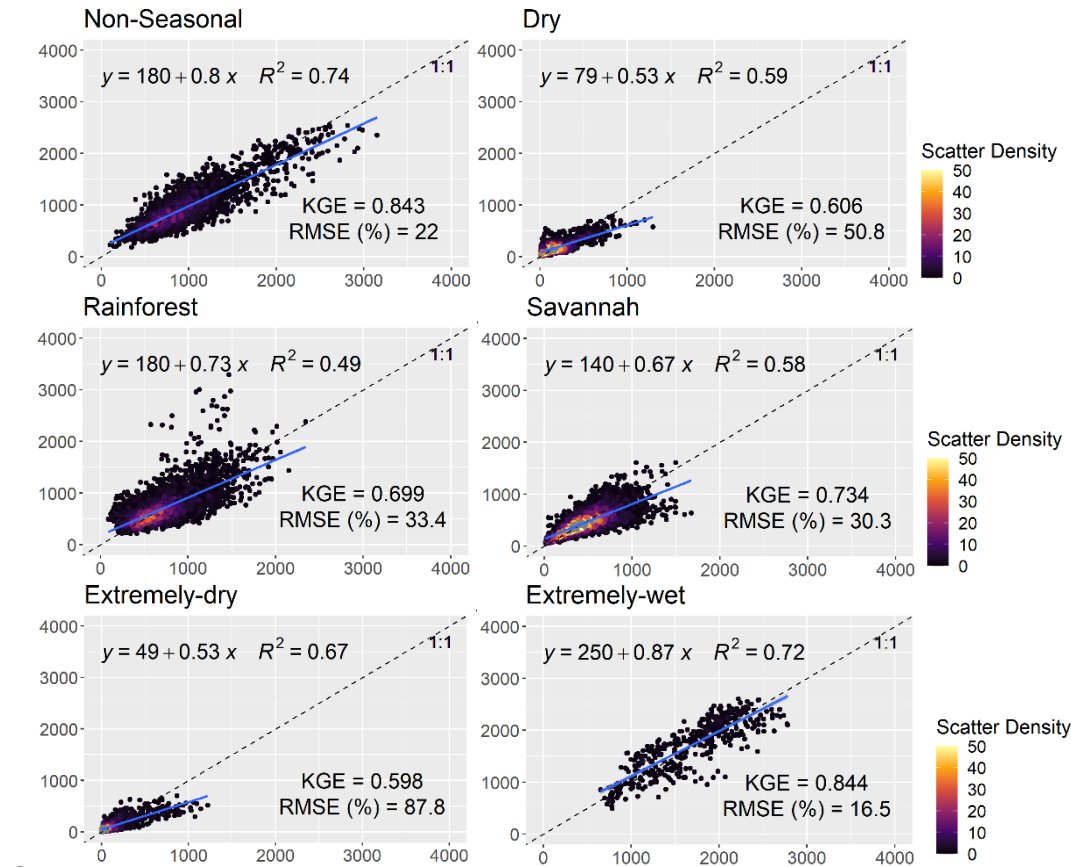 Non-Seasonal
Dry
4000
3000
2000
1000
0
y = 180 + 0.8 x R² = 0.74
1:1
KGE = 0.843
RMSE (%) = 22
0 1000 2000 3000 4000
4000
3000
2000
1000
0
y = 79 + 0.53 x R² = 0.59
1:1
KGE = 0.606
RMSE (%) = 50.8
0 1000 2000 3000 4000
Scatter Density
50
40
30
20
10
0
Rainforest
Savannah
4000
3000
2000
1000
0
y = 180 + 0.73 x R² = 0.49
1:1
KGE = 0.699
RMSE (%) = 33.4
0 1000 2000 3000 4000
4000
3000
2000
1000
0
y = 140 + 0.67 x R² = 0.58
1:1
KGE = 0.734
RMSE (%) = 30.3
0 1000 2000 3000 4000
Scatter Density
50
40
30
20
10
0
Extremely-dry
Extremely-wet
4000
3000
2000
1000
0
y = 49 + 0.53 x R² = 0.67
1:1
KGE = 0.598
RMSE (%) = 87.8
0 1000 2000 3000 4000
4000
3000
2000
1000
0
y = 250 + 0.87 x R² = 0.72
1:1
KGE = 0.844
RMSE (%) = 16.5
0 1000 2000 3000 4000
Scatter Density
50
40
30
20
10
0